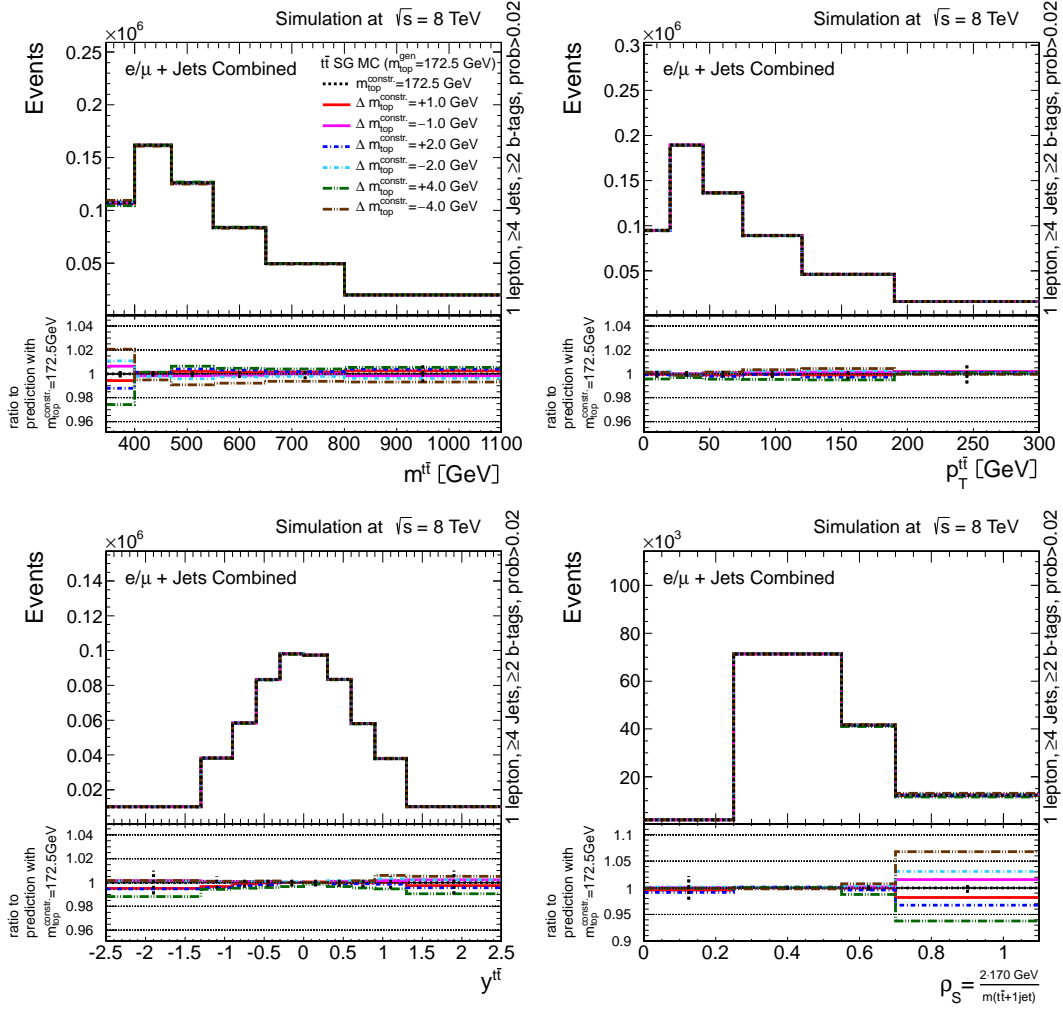 Simulation at √s = 8 TeV
×10⁶
e/μ + Jets Combined
tt̄ SG MC (m_top^gen=172.5 GeV)
m_top^constr.=172.5 GeV
Δ m_top^constr.=+1.0 GeV
Δ m_top^constr.=−1.0 GeV
Δ m_top^constr.=+2.0 GeV
Δ m_top^constr.=−2.0 GeV
Δ m_top^constr.=+4.0 GeV
Δ m_top^constr.=−4.0 GeV
Events
0.25
0.2
0.15
0.1
0.05
1 lepton, ≥4 Jets, ≥2 b-tags, prob>0.02
ratio to
prediction with
m_top^constr.=172.5GeV
1.04
1.02
1
0.98
0.96
400 500 600 700 800 900 1000 1100
m^tt̄ [GeV]
Simulation at √s = 8 TeV
×10⁶
e/μ + Jets Combined
Events
0.3
0.25
0.2
0.15
0.1
0.05
1 lepton, ≥4 Jets, ≥2 b-tags, prob>0.02
ratio to
prediction with
m_top^constr.=172.5GeV
1.04
1.02
1
0.98
0.96
0 50 100 150 200 250 300
p_T^tt̄ [GeV]
Simulation at √s = 8 TeV
×10⁶
e/μ + Jets Combined
Events
0.14
0.12
0.1
0.08
0.06
0.04
0.02
1 lepton, ≥4 Jets, ≥2 b-tags, prob>0.02
ratio to
prediction with
m_top^constr.=172.5GeV
1.04
1.02
1
0.98
0.96
-2.5 -2 -1.5 -1 -0.5 0 0.5 1 1.5 2 2.5
y^tt̄
Simulation at √s = 8 TeV
×10³
e/μ + Jets Combined
Events
100
80
60
40
20
1 lepton, ≥4 Jets, ≥2 b-tags, prob>0.02
ratio to
prediction with
m_top^constr.=172.5GeV
1.1
1.05
1
0.95
0.9
0 0.2 0.4 0.6 0.8 1
ρ_S= 2·170 GeV / m(tt̄+1jet)